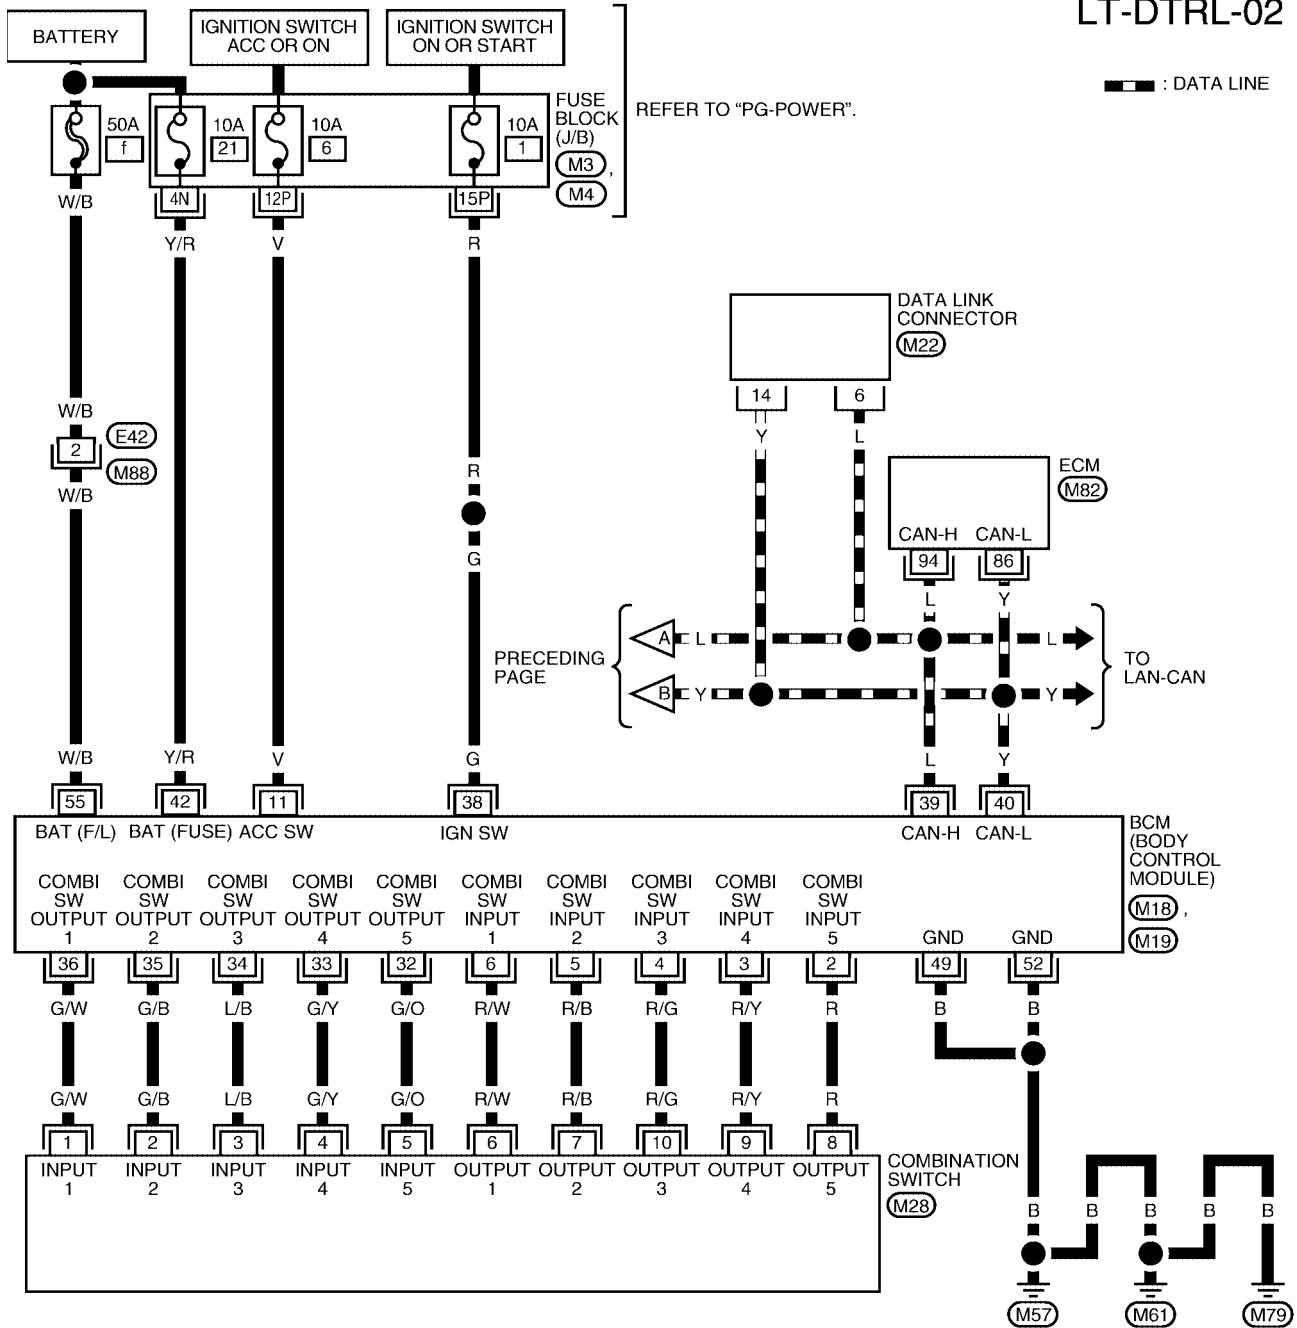 LT-DTRL-02
BATTERY
IGNITION SWITCH
ACC OR ON
IGNITION SWITCH
ON OR START
: DATA LINE
50A
f
10A
21
10A
6
10A
1
FUSE
BLOCK
(J/B)
M3 ,
M4
REFER TO “PG-POWER”.
4N
12P
15P
W/B
Y/R
V
R
DATA LINK
CONNECTOR
M22
14
6
Y
L
W/B
2
E42
M88
W/B
R
G
ECM
M82
CAN-H
CAN-L
94
86
L
Y
PRECEDING
PAGE
A
L
L
B
Y
Y
TO
LAN-CAN
W/B
Y/R
V
G
L
Y
55
42
11
38
39
40
BAT (F/L)
BAT (FUSE)
ACC SW
IGN SW
CAN-H
CAN-L
BCM
(BODY
CONTROL
MODULE)
M18 ,
M19
COMBI
SW
OUTPUT
1
COMBI
SW
OUTPUT
2
COMBI
SW
OUTPUT
3
COMBI
SW
OUTPUT
4
COMBI
SW
OUTPUT
5
COMBI
SW
INPUT
1
COMBI
SW
INPUT
2
COMBI
SW
INPUT
3
COMBI
SW
INPUT
4
COMBI
SW
INPUT
5
GND
GND
36
35
34
33
32
6
5
4
3
2
49
52
G/W
G/B
L/B
G/Y
G/O
R/W
R/B
R/G
R/Y
R
B
B
G/W
G/B
L/B
G/Y
G/O
R/W
R/B
R/G
R/Y
R
1
2
3
4
5
6
7
10
9
8
INPUT
1
INPUT
2
INPUT
3
INPUT
4
INPUT
5
OUTPUT
1
OUTPUT
2
OUTPUT
3
OUTPUT
4
OUTPUT
5
COMBINATION
SWITCH
M28
B
B
B
B
B
M57
M61
M79